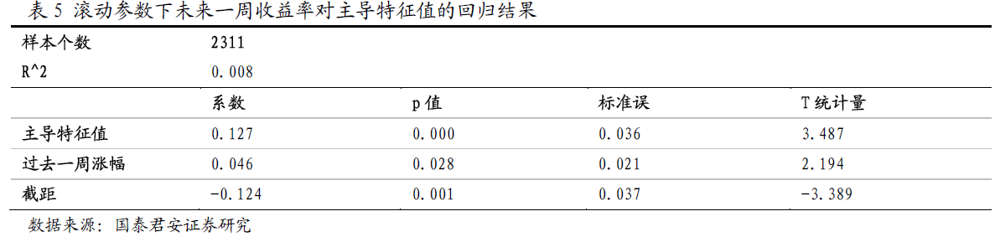 表 5 滚动参数下未来一周收益率对主导特征值的回归结果
样本个数 2311
R^2 0.008
系数 p 值 标准误 T 统计量
主导特征值 0.127 0.000 0.036 3.487
过去一周涨幅 0.046 0.028 0.021 2.194
截距 -0.124 0.001 0.037 -3.389
数据来源：国泰君安证券研究